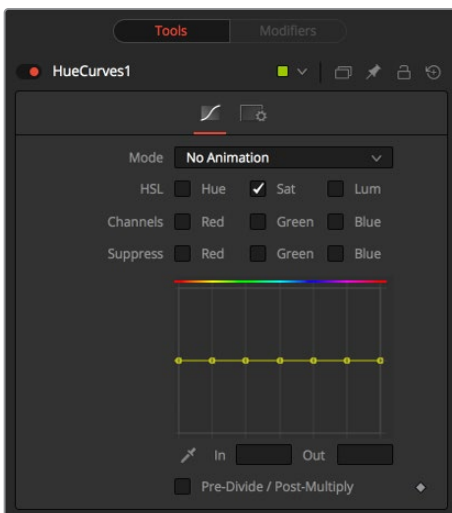 Tools Modifiers
HueCurves1
Mode No Animation
HSL Hue Sat Lum
Channels Red Green Blue
Suppress Red Green Blue
In Out
Pre-Divide / Post-Multiply